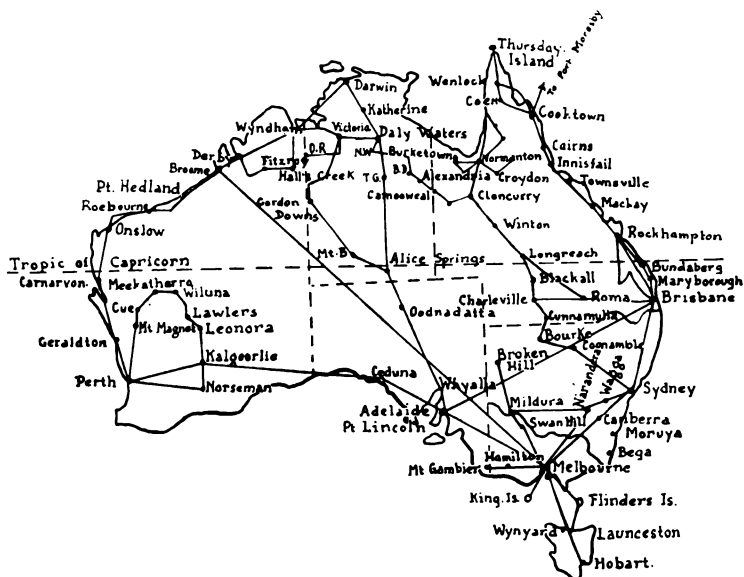 Thursday
Island
To Port Moresby
Wenlock
Coen
Cooktown
Darwin
Katherine
Wyndham
Victoria
Daly Waters
Cairns
Innisfail
Derby
Fitzroy
O.R
N.W
Burketown
Normanton
Broome
Hall's Creek
T.G.
B.D
Alexandria
Croydon
Townsville
Pt. Hedland
Camooweal
Cloncurry
Mackay
Roebourne
Gordon
Downs
Onslow
Winton
Rockhampton
Mt.B
Alice Springs
Longreach
Tropic of Capricorn
Bundaberg
Carnarvon
Meekatharra
Blackall
Maryborough
Wiluna
Charleville
Roma
Brisbane
Cue
Lawlers
Oodnadatta
Cunnamulla
Mt Magnet
Leonora
Bourke
Coonamble
Geraldton
Kalgoorlie
Broken
Hill
Perth
Norseman
Ceduna
Whyalla
Narandera
Wagga
Sydney
Adelaide
Mildura
Pt Lincoln
Swan Hill
Canberra
Moruya
Hamilton
Bega
Mt Gambier
Melbourne
King. Is
Flinders Is.
Wynyard
Launceston
Hobart.